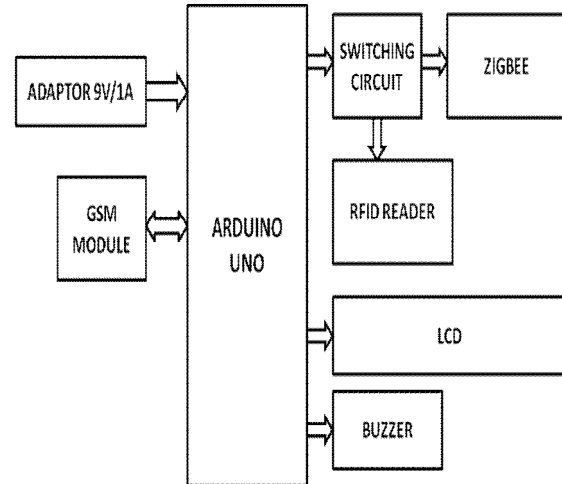 ADAPTOR 9V/1A
GSM
MODULE
ARDUINO
UNO
SWITCHING
CIRCUIT
ZIGBEE
RFID READER
LCD
BUZZER